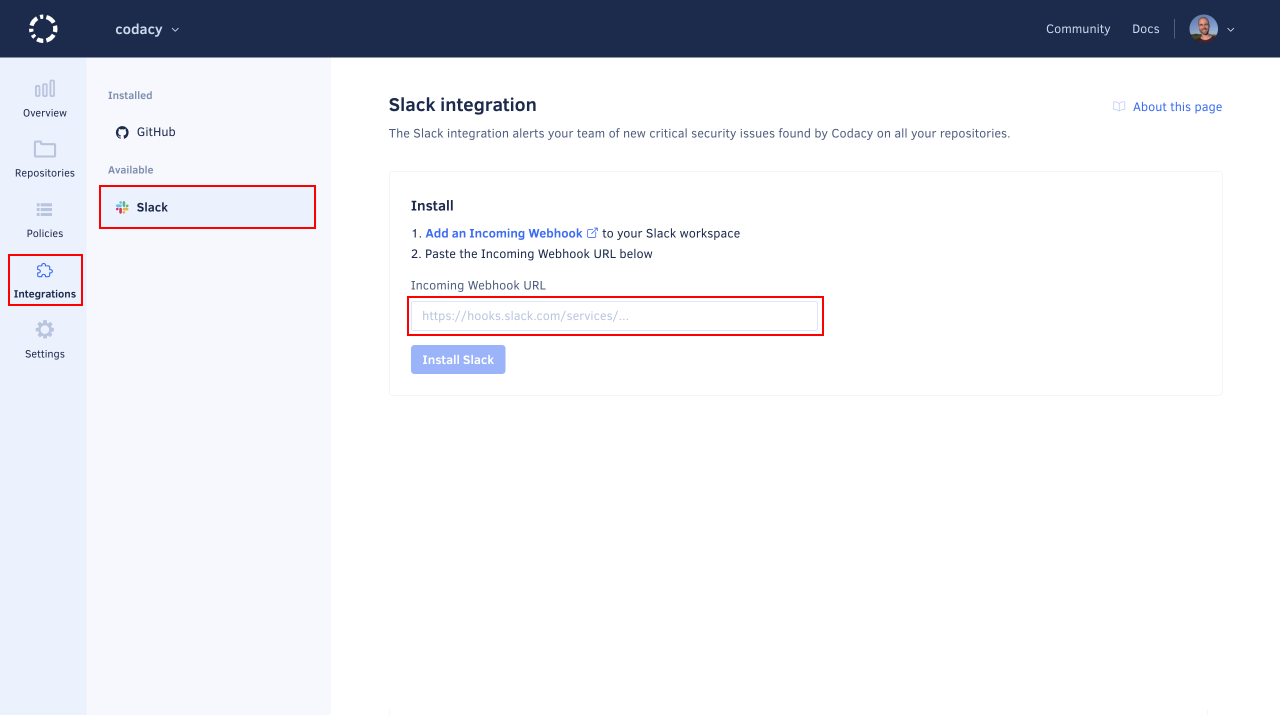 codacy
Community
Docs
Overview
Repositories
Policies
Integrations
Settings
Installed
GitHub
Available
Slack
Slack integration
About this page
The Slack integration alerts your team of new critical security issues found by Codacy on all your repositories.
Install
1. Add an Incoming Webhook to your Slack workspace
2. Paste the Incoming Webhook URL below
Incoming Webhook URL
https://hooks.slack.com/services/...
Install Slack